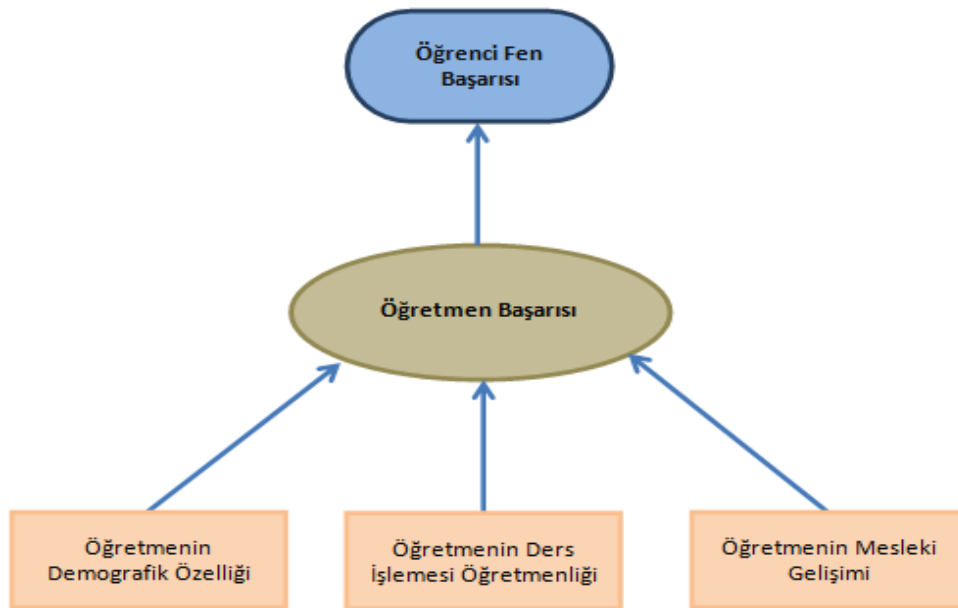 Öğrenci Fen
Başarısı
Öğretmen Başarısı
Öğretmenin
Demografik Özelliği
Öğretmenin Ders
İşlemesi Öğretmenliği
Öğretmenin Mesleki
Gelişimi